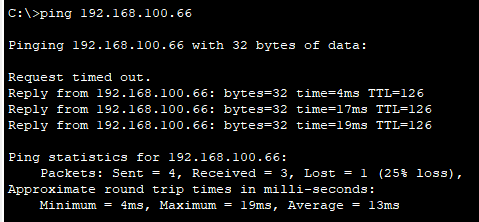 C:\>ping 192.168.100.66
Pinging 192.168.100.66 with 32 bytes of data:
Request timed out.
Reply from 192.168.100.66: bytes=32 time=4ms TTL=126
Reply from 192.168.100.66: bytes=32 time=17ms TTL=126
Reply from 192.168.100.66: bytes=32 time=19ms TTL=126
Ping statistics for 192.168.100.66:
    Packets: Sent = 4, Received = 3, Lost = 1 (25% loss),
Approximate round trip times in milli-seconds:
    Minimum = 4ms, Maximum = 19ms, Average = 13ms